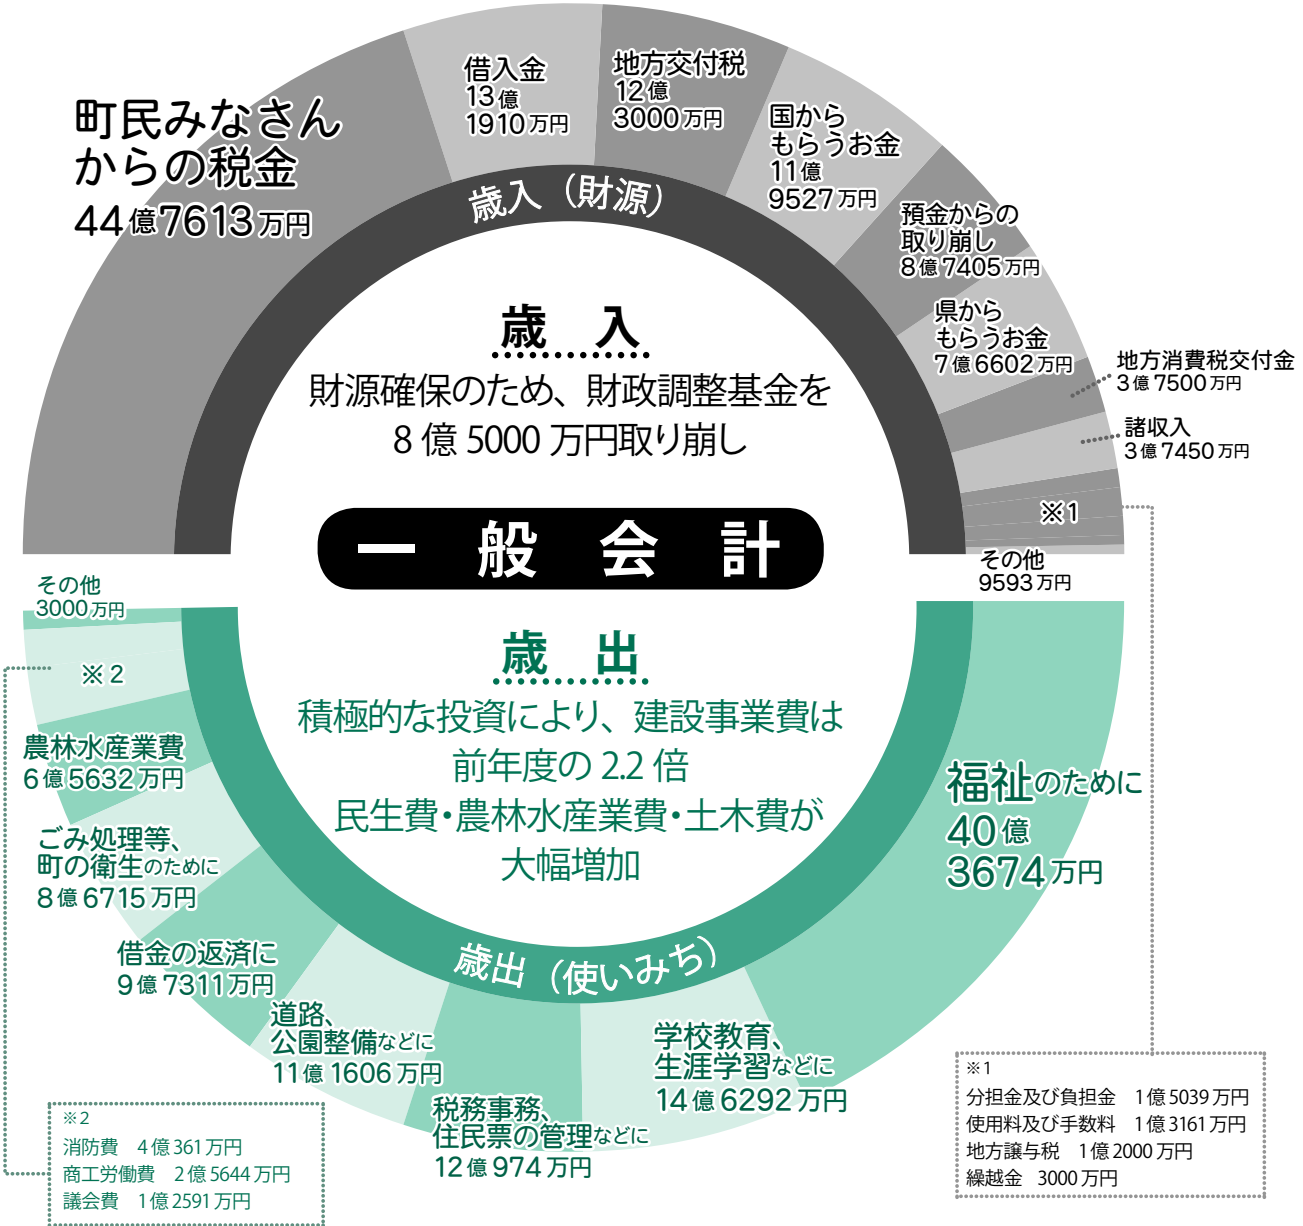 町民みなさん
からの税金
44億7613万円
借入金
13億
1910万円
地方交付税
12億
3000万円
国から
もらうお金
11億
9527万円
預金からの
取り崩し
8億7405万円
県から
もらうお金
7億6602万円
地方消費税交付金
3億7500万円
諸収入
3億7450万円
※1
その他
9593万円
歳入（財源）
歳 入
財源確保のため、財政調整基金を
8億5000万円取り崩し
一般会計
歳 出
積極的な投資により、建設事業費は
前年度の2.2倍
民生費・農林水産業費・土木費が
大幅増加
歳出（使いみち）
その他
3000万円
※2
農林水産業費
6億5632万円
ごみ処理等、
町の衛生のために
8億6715万円
借金の返済に
9億7311万円
道路、
公園整備などに
11億1606万円
税務事務、
住民票の管理などに
12億974万円
学校教育、
生涯学習などに
14億6292万円
福祉のために
40億
3674万円
※2
消防費 4億361万円
商工労働費 2億5644万円
議会費 1億2591万円
※1
分担金及び負担金 1億5039万円
使用料及び手数料 1億3161万円
地方譲与税 1億2000万円
繰越金 3000万円